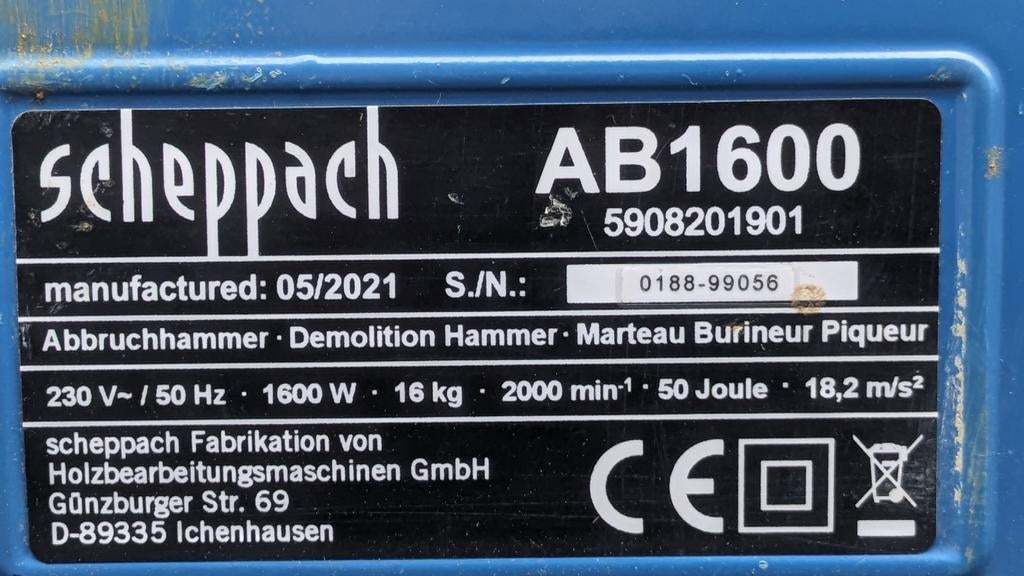 scheppach
AB1600
5908201901
manufactured: 05/2021 S./N.: 0188-99056
Abbruchhammer · Demolition Hammer · Marteau Burineur Piqueur
230 V~ / 50 Hz · 1600 W · 16 kg · 2000 min⁻¹ · 50 Joule · 18,2 m/s²
scheppach Fabrikation von
Holzbearbeitungsmaschinen GmbH
Günzburger Str. 69
D-89335 Ichenhausen
CE